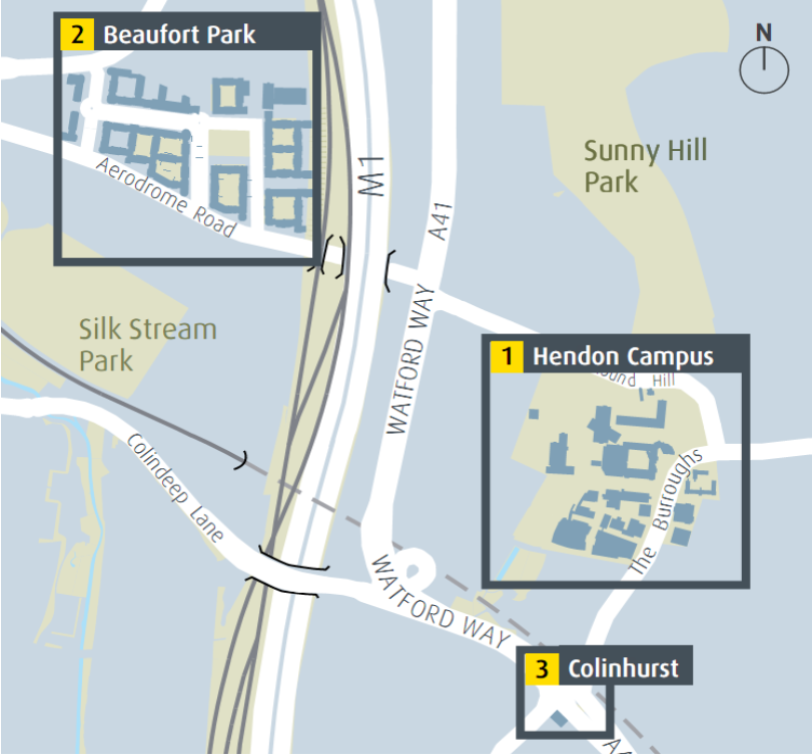 2 Beaufort Park
N
M1
Sunny Hill
Park
Aerodrome Road
A41
Silk Stream
Park
WATFORD WAY
1 Hendon Campus
Hill
Colindeep Lane
The Burroughs
WATFORD WAY
3 Colinhurst